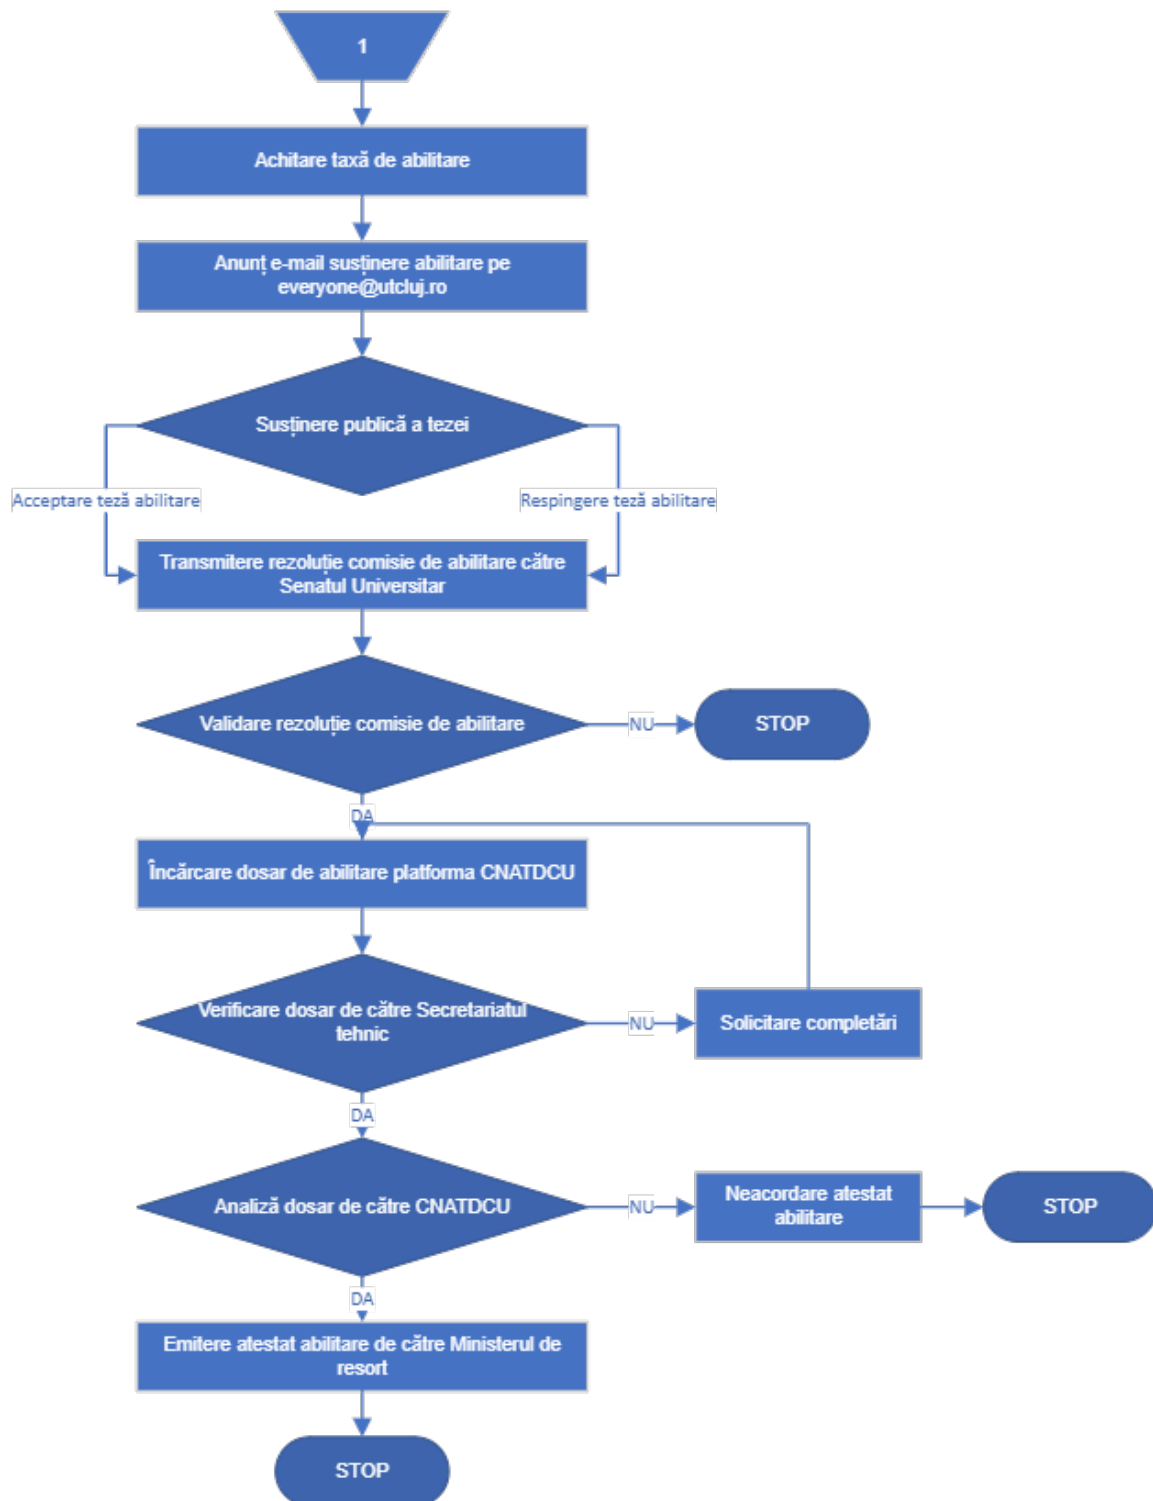 1
Achitare taxă de abilitare
Anunț e-mail susținere abilitare pe
everyone@utcluj.ro
Susținere publică a tezei
Acceptare teză abilitare
Respingere teză abilitare
Transmitere rezoluție comisie de abilitare către
Senatul Universitar
Validare rezoluție comisie de abilitare
NU
STOP
DA
Încărcare dosar de abilitare platforma CNATDCU
Verificare dosar de către Secretariatul
tehnic
NU
Solicitare completări
DA
Analiză dosar de către CNATDCU
NU
Neacordare atestat
abilitare
STOP
DA
Emitere atestat abilitare de către Ministerul de
resort
STOP